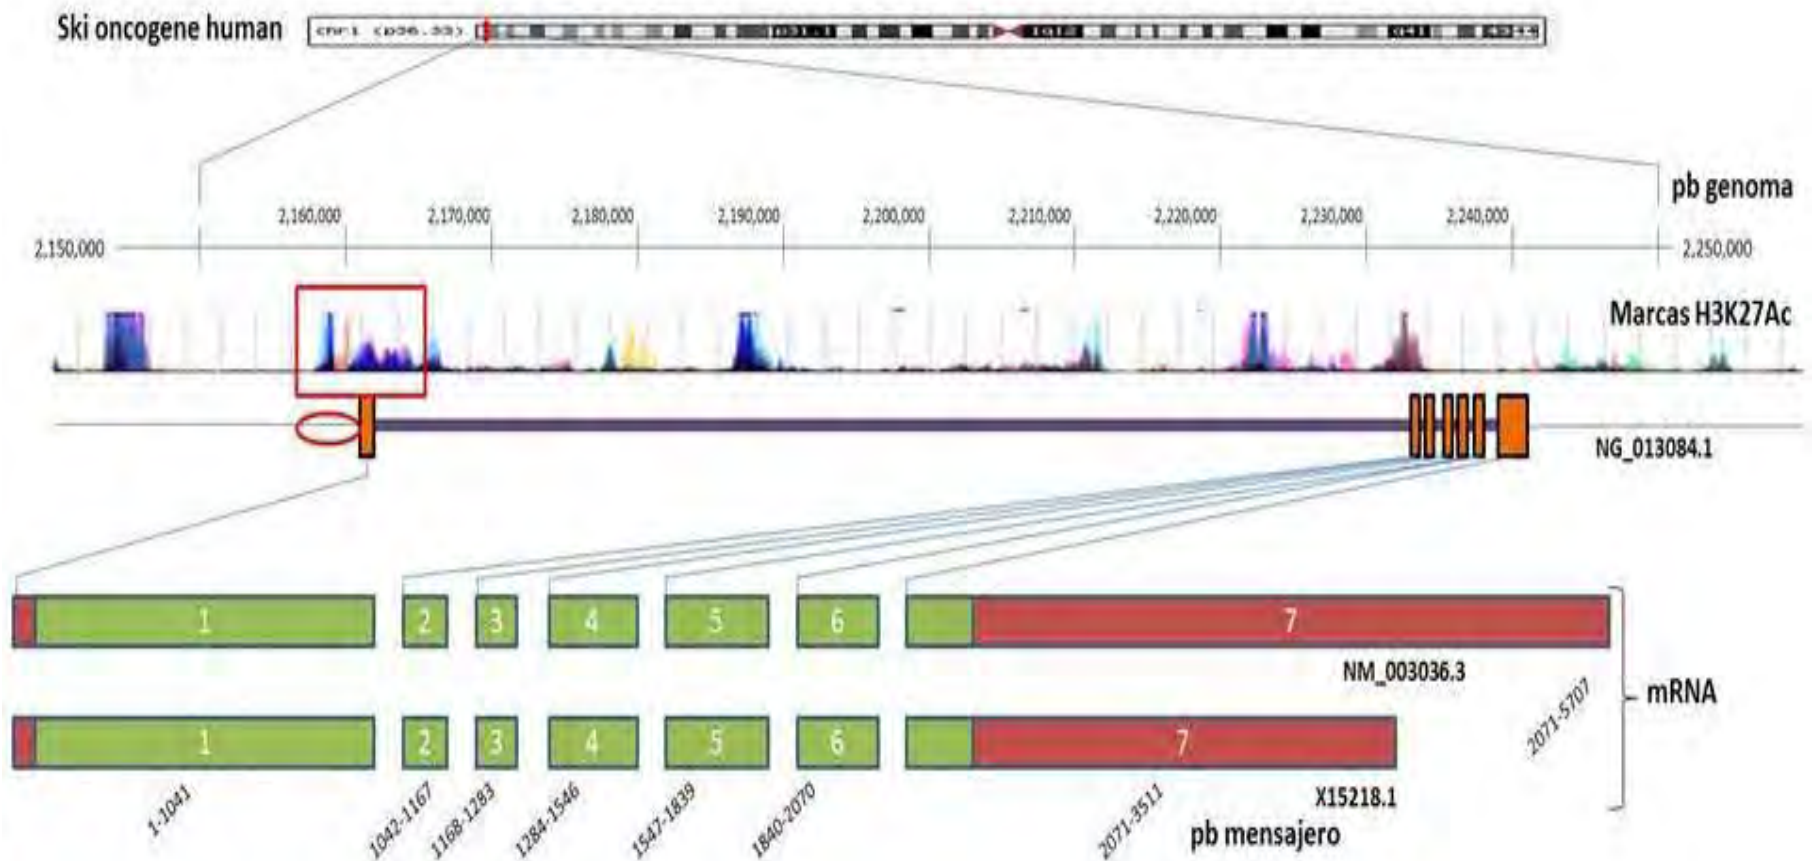 Ski oncogene human
chr1 (p36.33)
pb genoma
2,160,000 2,170,000 2,180,000 2,190,000 2,200,000 2,210,000 2,220,000 2,230,000 2,240,000
2,150,000 2,250,000
Marcas H3K27Ac
NG_013084.1
1 2 3 4 5 6 7
NM_003036.3
2071-5707
mRNA
1 2 3 4 5 6 7
X15218.1
1-1041 1042-1167 1168-1283 1284-1546 1547-1839 1840-2070 2071-3511
pb mensajero